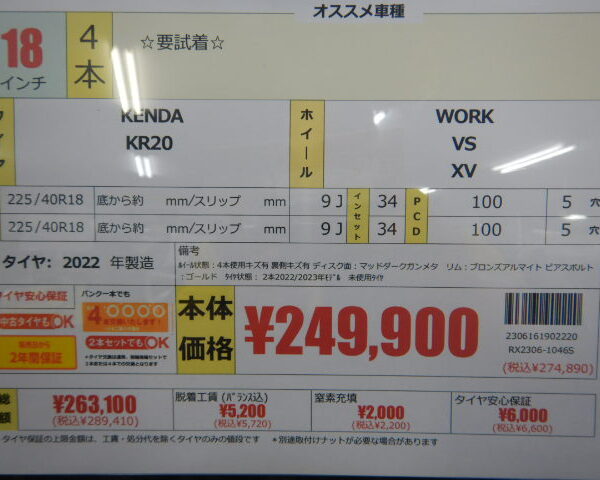 オススメ車種
18
インチ
4本
☆要試着☆
タイヤ
KENDA
KR20
ホイール
WORK
VS
XV
225/40R18 底から約 mm/スリップ mm 9J インセット 34 PCD 100 5 穴
225/40R18 底から約 mm/スリップ mm 9J 34 100 5 穴
タイヤ: 2022 年製造
備考
ﾎｲｰﾙ状態：4本使用キズ有 裏側キズ有 ディスク面：マッドダークガンメタ リム：ブロンズアルマイト ピアスボルト
：ゴールド ﾀｲﾔ状態： 2本2022/2023年ﾓﾃﾞﾙ 未使用ﾀｲﾔ
タイヤ安心保証
中古タイヤもOK
販売日から
2年間保証
パンク一本でも
2本セットでもOK
本体価格
¥249,900
(税込¥274,890)
2306161902220
RX2306-1046S
総額
¥263,100
(税込¥289,410)
脱着工賃 (ﾊﾞﾗﾝｽ込)
¥5,200
(税込¥5,720)
窒素充填
¥2,000
(税込¥2,200)
タイヤ安心保証
¥6,000
(税込¥6,600)
タイヤ保証の上限金額は、工賃・処分代を除くタイヤのみの値段です ＊別途取付けナットが必要な場合があります